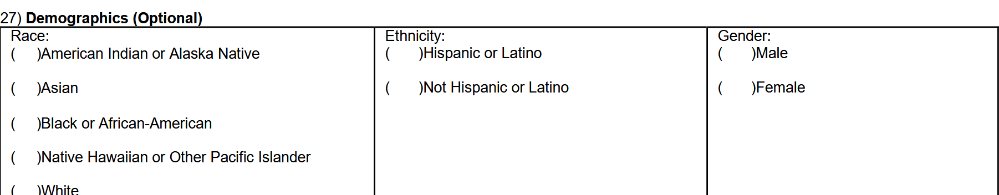 27) Demographics (Optional)
Race:
( )American Indian or Alaska Native
( )Asian
( )Black or African-American
( )Native Hawaiian or Other Pacific Islander
( )White
Ethnicity:
( )Hispanic or Latino
( )Not Hispanic or Latino
Gender:
( )Male
( )Female